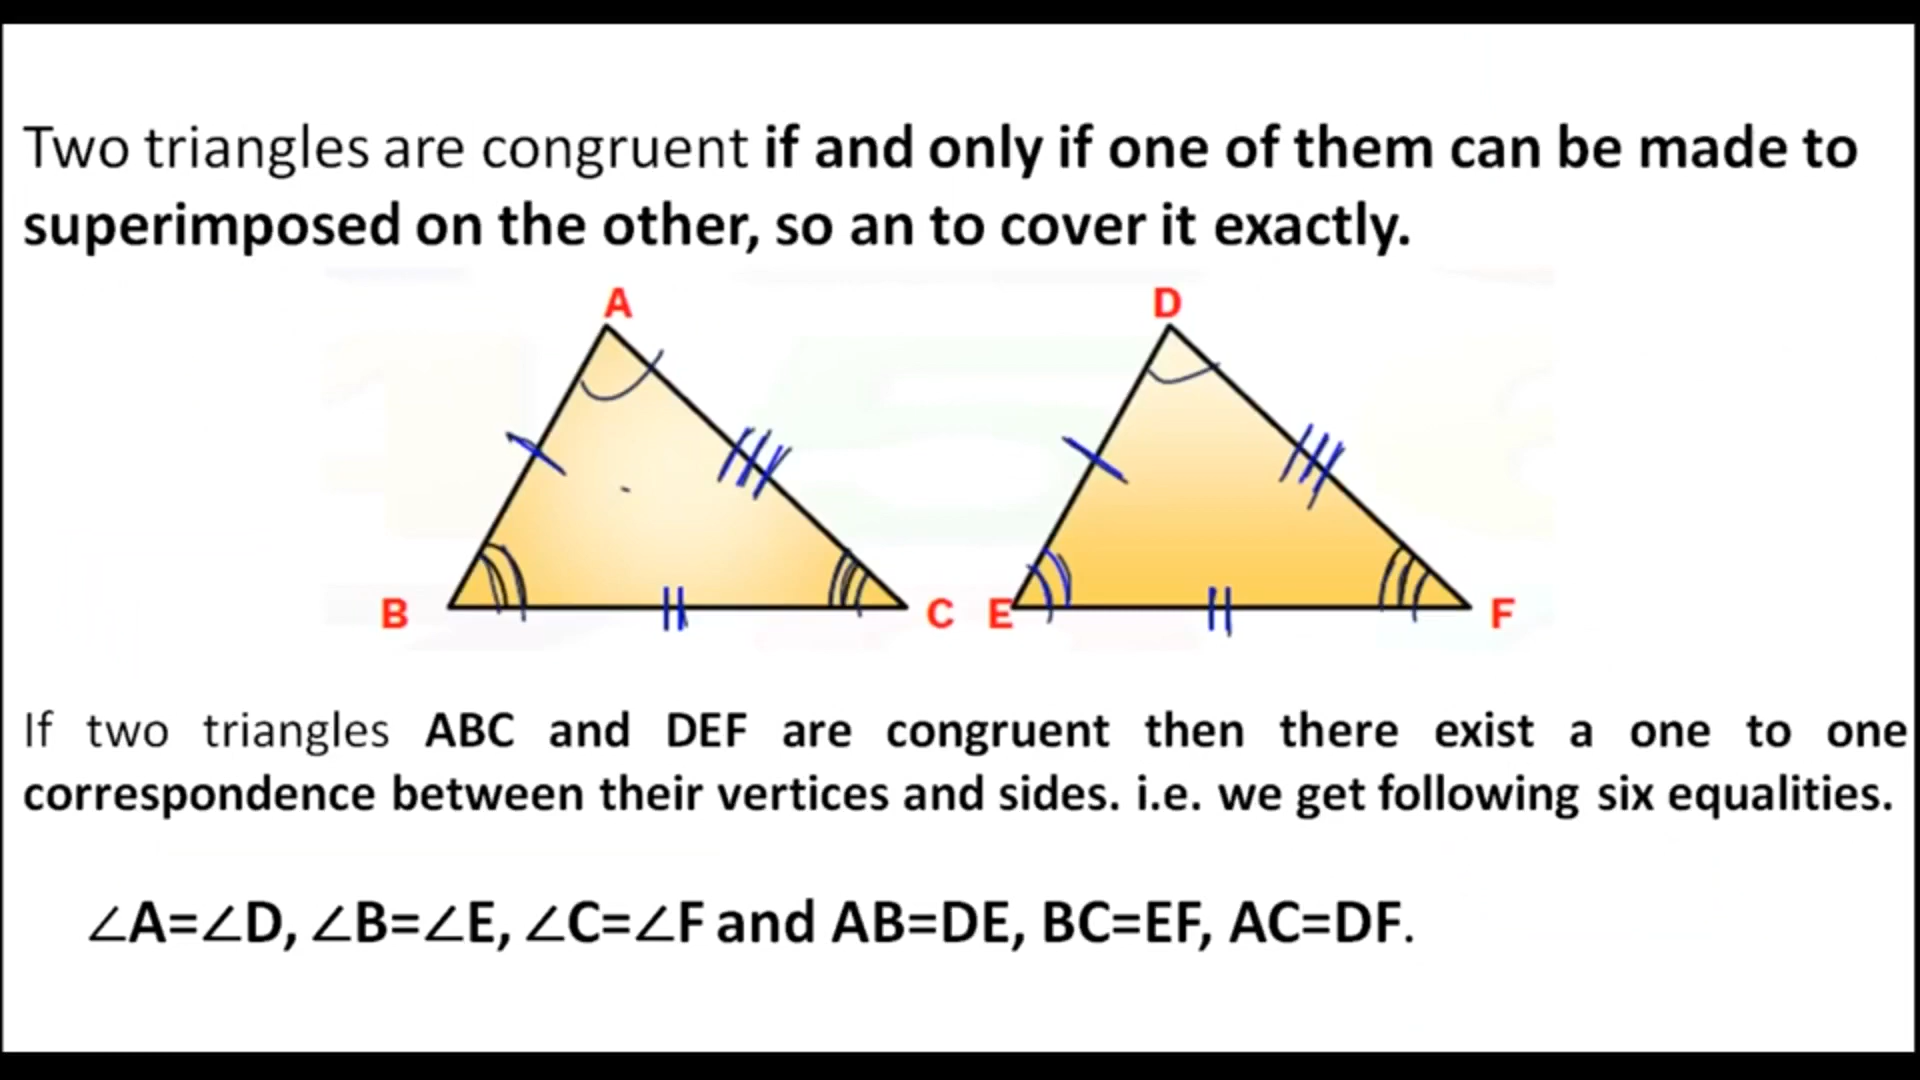 Two triangles are congruent if and only if one of them can be made to
superimposed on the other, so an to cover it exactly.
A D
B C E F
If two triangles ABC and DEF are congruent then there exist a one to one
correspondence between their vertices and sides. i.e. we get following six equalities.
∠A=∠D, ∠B=∠E, ∠C=∠F and AB=DE, BC=EF, AC=DF.